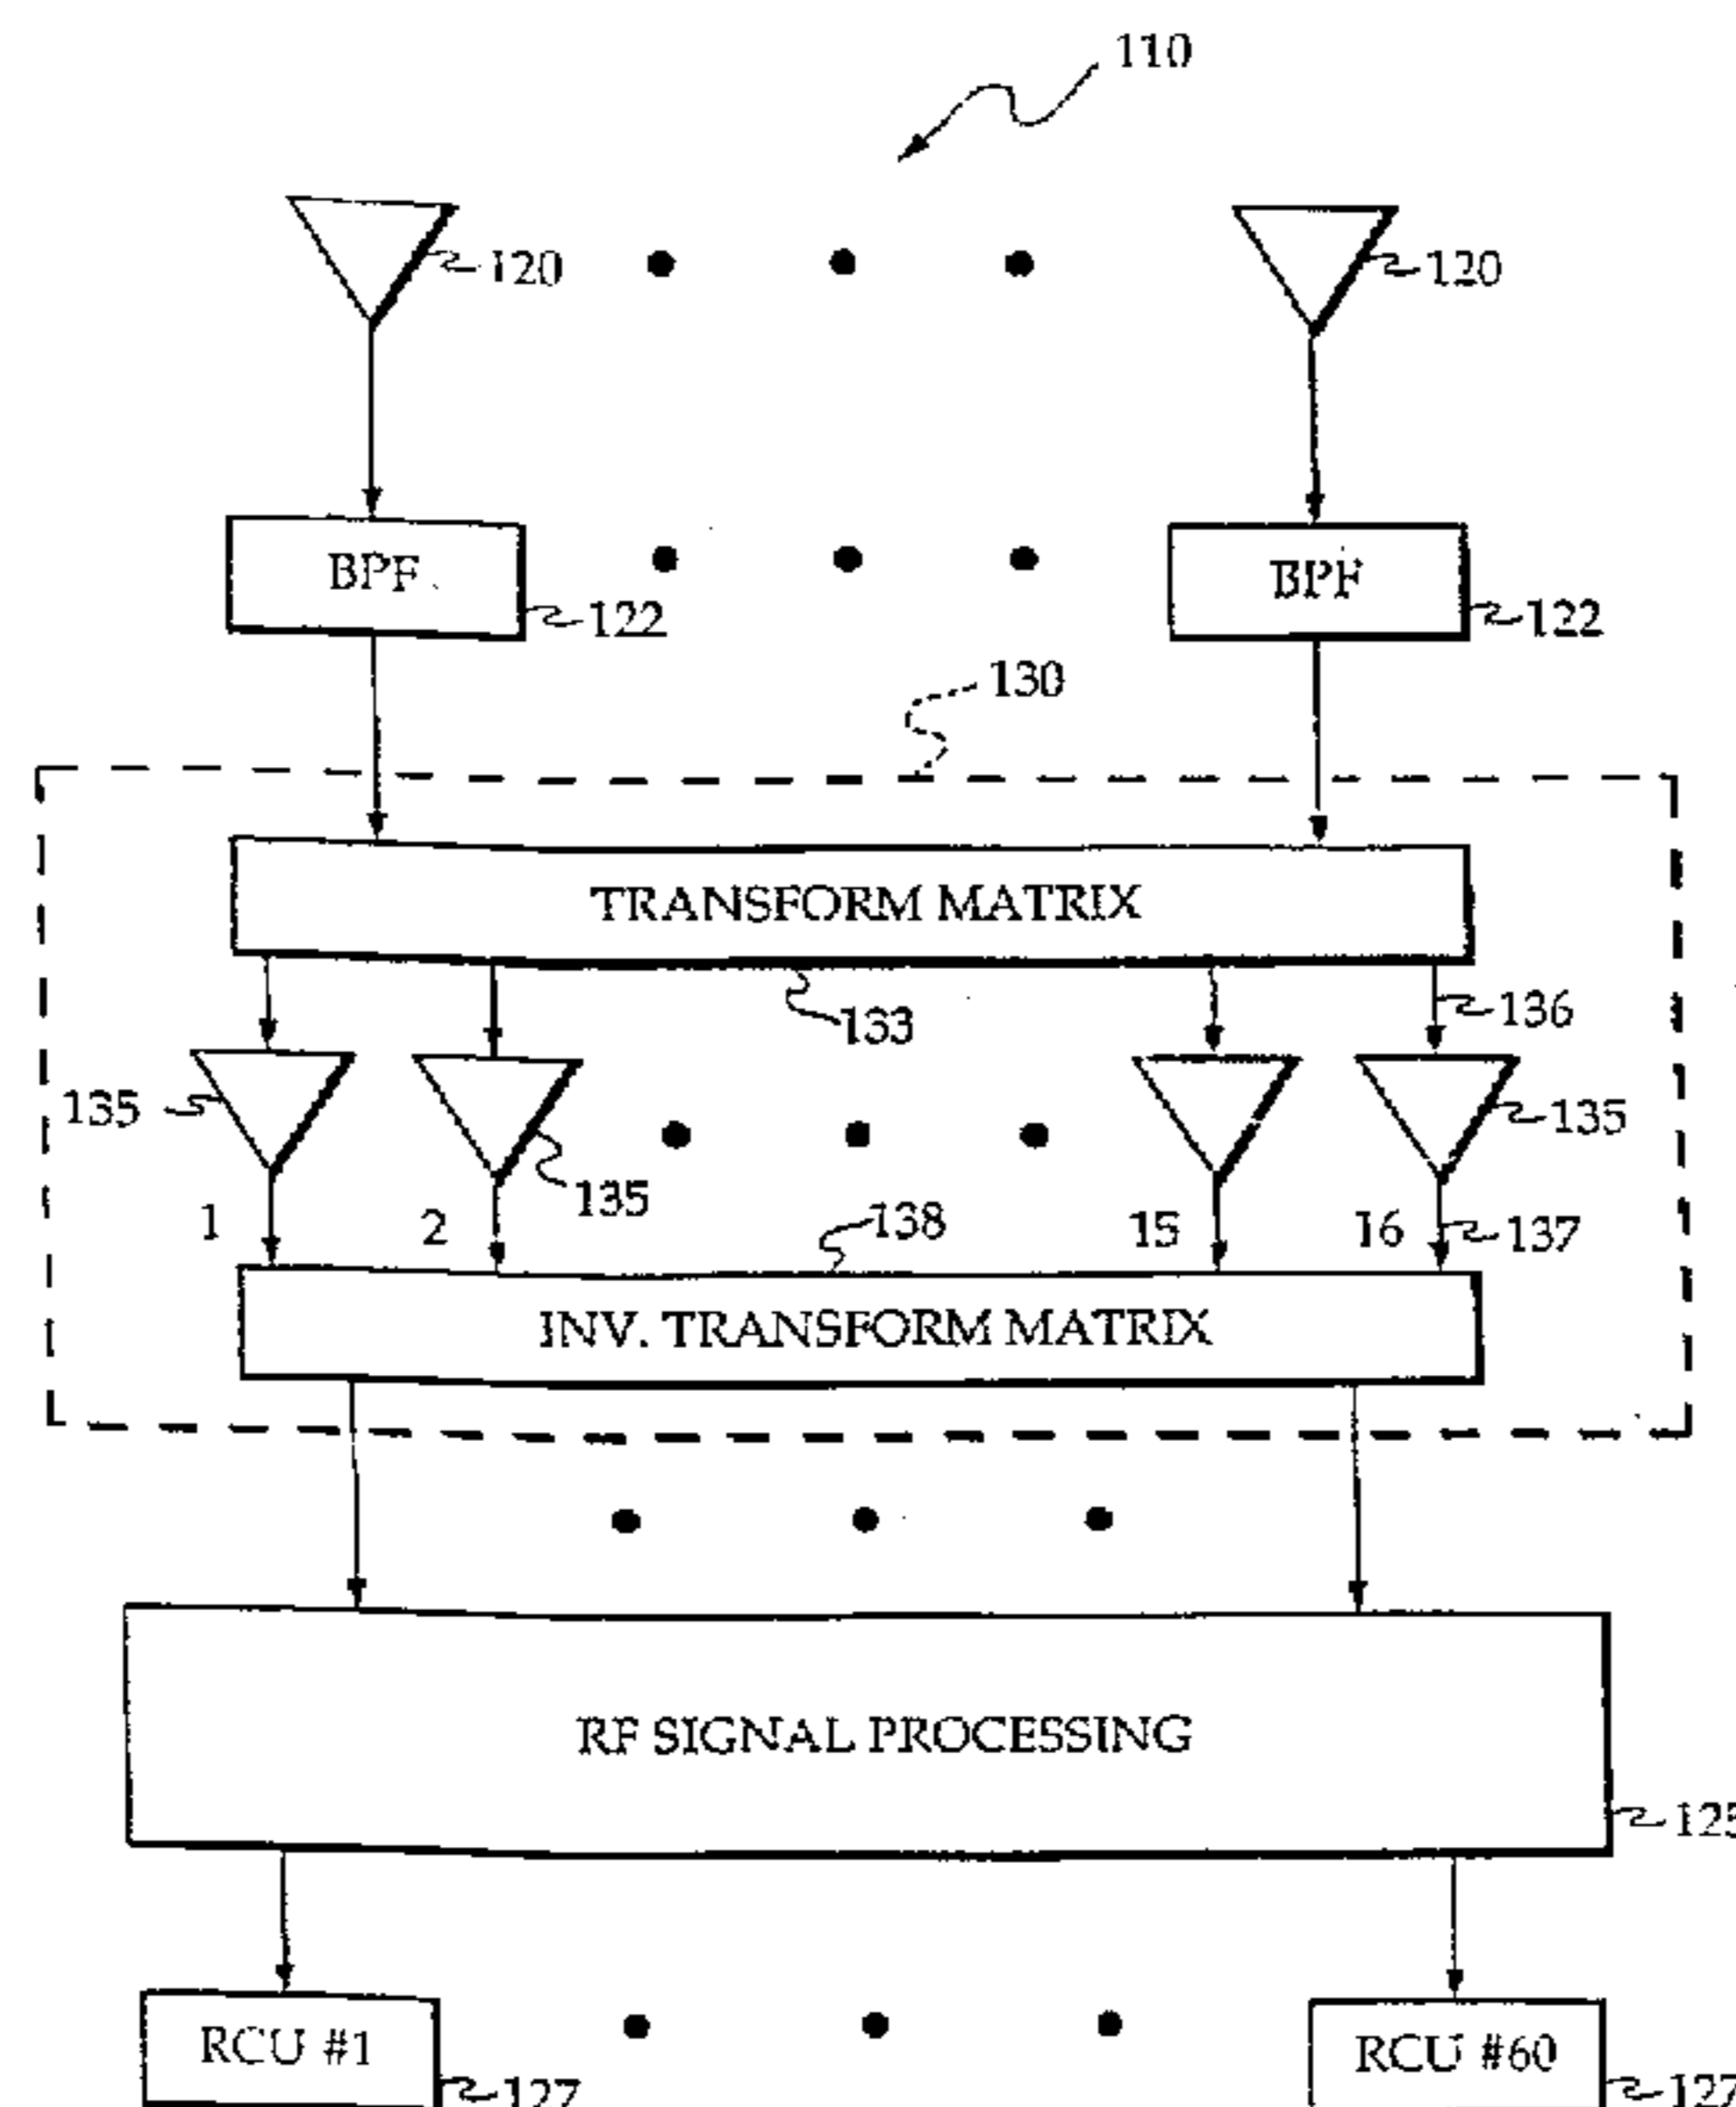 110
120
120
BPF
BPF
122
122
130
TRANSFORM MATRIX
133
136
135
135
135
1
2
138
15
16
137
INV. TRANSFORM MATRIX
RF SIGNAL PROCESSING
125
RCU #1
RCU #60
127
127